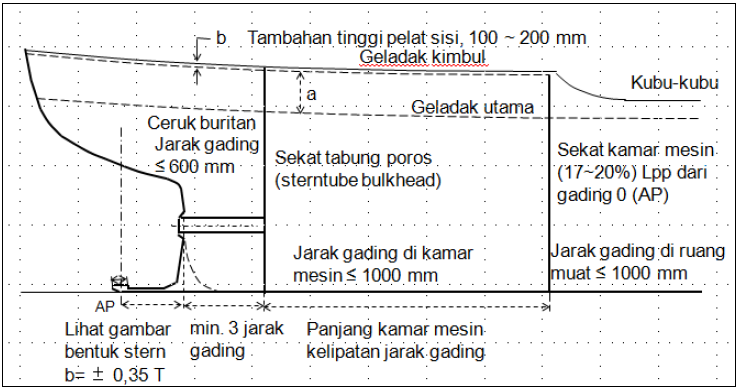 b Tambahan tinggi pelat sisi, 100 ~ 200 mm
Geladak kimbul
Kubu-kubu
a
Geladak utama
Ceruk buritan
Jarak gading
≤ 600 mm
Sekat tabung poros
(sterntube bulkhead)
Sekat kamar mesin
(17~20%) Lpp dari
gading 0 (AP)
Jarak gading di kamar
mesin ≤ 1000 mm
Jarak gading di ruang
muat ≤ 1000 mm
AP
Lihat gambar
bentuk stern
b= ± 0,35 T
min. 3 jarak
gading
Panjang kamar mesin
kelipatan jarak gading